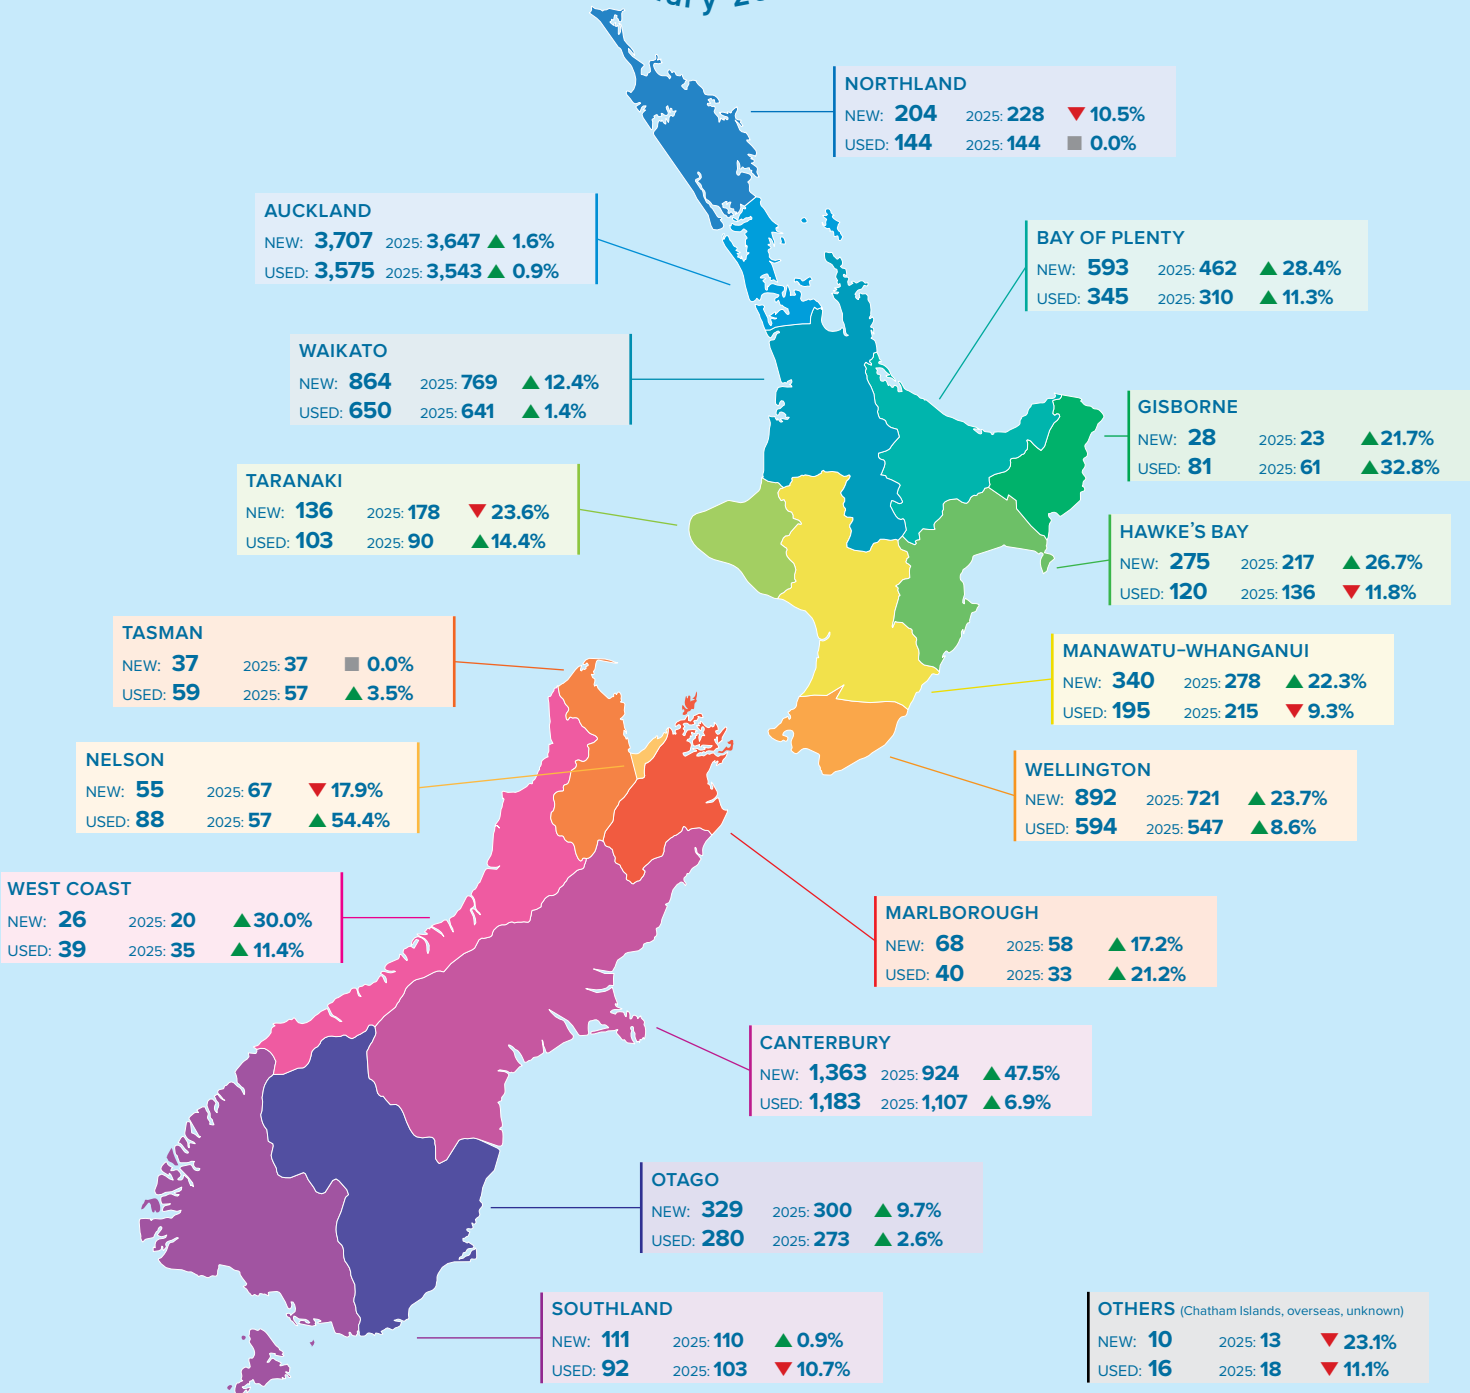 NORTHLAND
NEW: 204 2025: 228 ▼ 10.5%
USED: 144 2025: 144 ■ 0.0%
AUCKLAND
NEW: 3,707 2025: 3,647 ▲ 1.6%
USED: 3,575 2025: 3,543 ▲ 0.9%
BAY OF PLENTY
NEW: 593 2025: 462 ▲ 28.4%
USED: 345 2025: 310 ▲ 11.3%
WAIKATO
NEW: 864 2025: 769 ▲ 12.4%
USED: 650 2025: 641 ▲ 1.4%
GISBORNE
NEW: 28 2025: 23 ▲ 21.7%
USED: 81 2025: 61 ▲ 32.8%
TARANAKI
NEW: 136 2025: 178 ▼ 23.6%
USED: 103 2025: 90 ▲ 14.4%
HAWKE'S BAY
NEW: 275 2025: 217 ▲ 26.7%
USED: 120 2025: 136 ▼ 11.8%
TASMAN
NEW: 37 2025: 37 ■ 0.0%
USED: 59 2025: 57 ▲ 3.5%
MANAWATU-WHANGANUI
NEW: 340 2025: 278 ▲ 22.3%
USED: 195 2025: 215 ▼ 9.3%
NELSON
NEW: 55 2025: 67 ▼ 17.9%
USED: 88 2025: 57 ▲ 54.4%
WELLINGTON
NEW: 892 2025: 721 ▲ 23.7%
USED: 594 2025: 547 ▲ 8.6%
WEST COAST
NEW: 26 2025: 20 ▲ 30.0%
USED: 39 2025: 35 ▲ 11.4%
MARLBOROUGH
NEW: 68 2025: 58 ▲ 17.2%
USED: 40 2025: 33 ▲ 21.2%
CANTERBURY
NEW: 1,363 2025: 924 ▲ 47.5%
USED: 1,183 2025: 1,107 ▲ 6.9%
OTAGO
NEW: 329 2025: 300 ▲ 9.7%
USED: 280 2025: 273 ▲ 2.6%
SOUTHLAND
NEW: 111 2025: 110 ▲ 0.9%
USED: 92 2025: 103 ▼ 10.7%
OTHERS (Chatham Islands, overseas, unknown)
NEW: 10 2025: 13 ▼ 23.1%
USED: 16 2025: 18 ▼ 11.1%